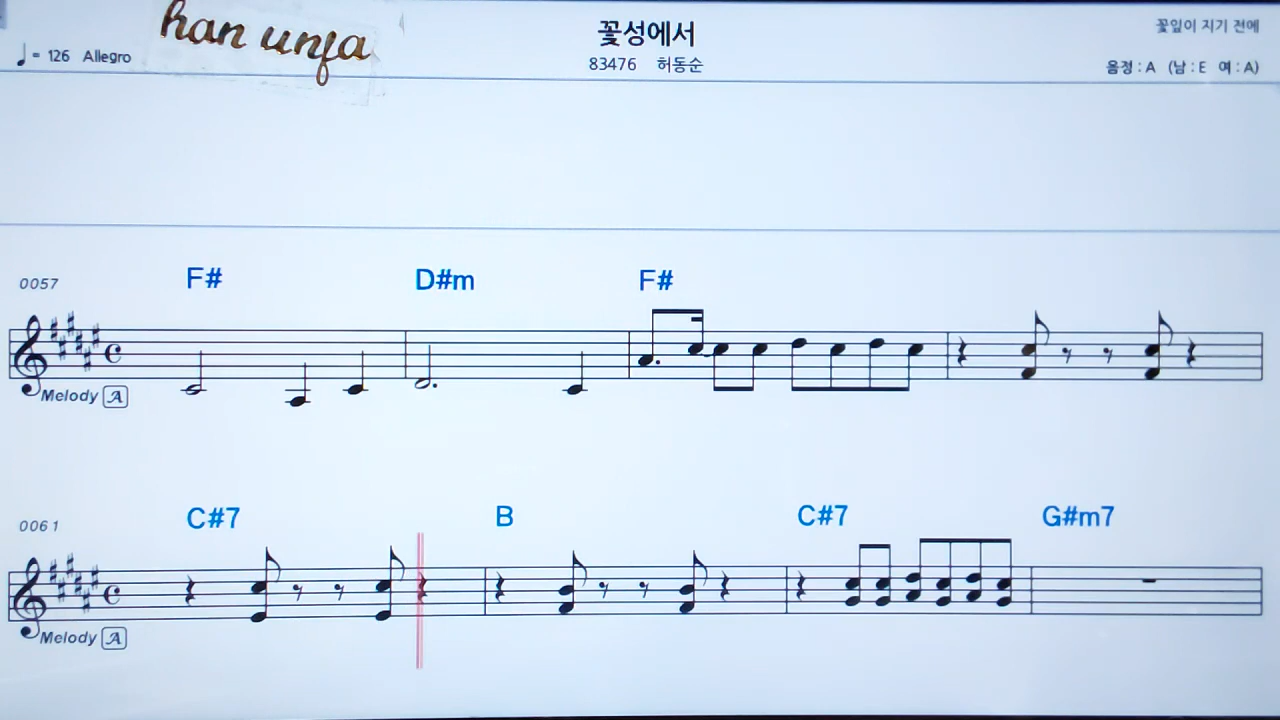 han unja
꽃성에서
꽃잎이 지기 전에
♩= 126 Allegro
83476 허동순
음정 : A (남 : E 여 : A)
0057
F# D#m F#
Melody A
0061
C#7 B C#7 G#m7
Melody A